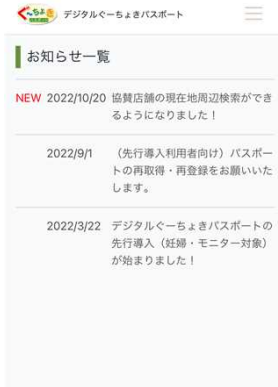 ぐーちょき デジタルぐーちょきパスポート
お知らせ一覧
NEW 2022/10/20 協賛店舗の現在地周辺検索ができ
るようになりました！
2022/9/1 （先行導入利用者向け）パスポー
トの再取得・再登録をお願いいた
します。
2022/3/22 デジタルぐーちょきパスポートの
先行導入（妊婦・モニター対象）
が始まりました！